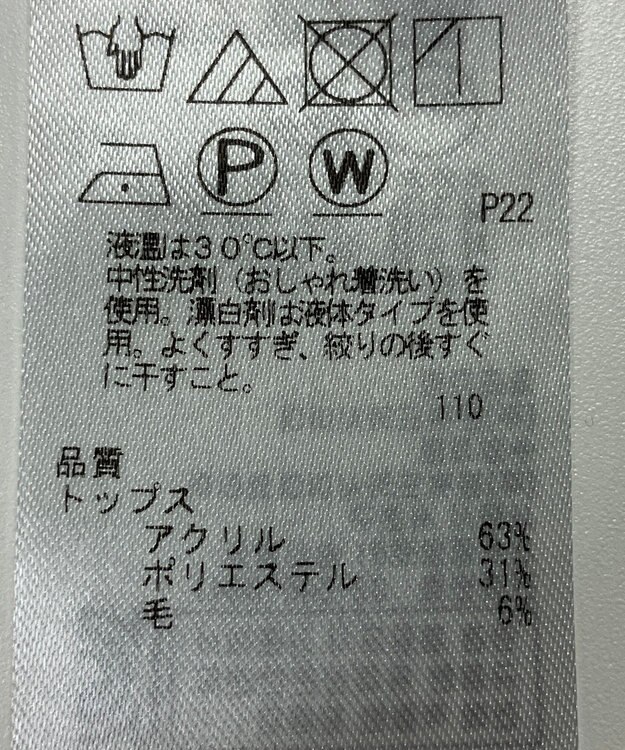 P W
P22
液温は30℃以下。
中性洗剤（おしゃれ着洗い）を
使用。漂白剤は液体タイプを使
用。よくすすぎ、絞りの後すぐ
に干すこと。
110
品質
トップス
アクリル 63%
ポリエステル 31%
毛 6%